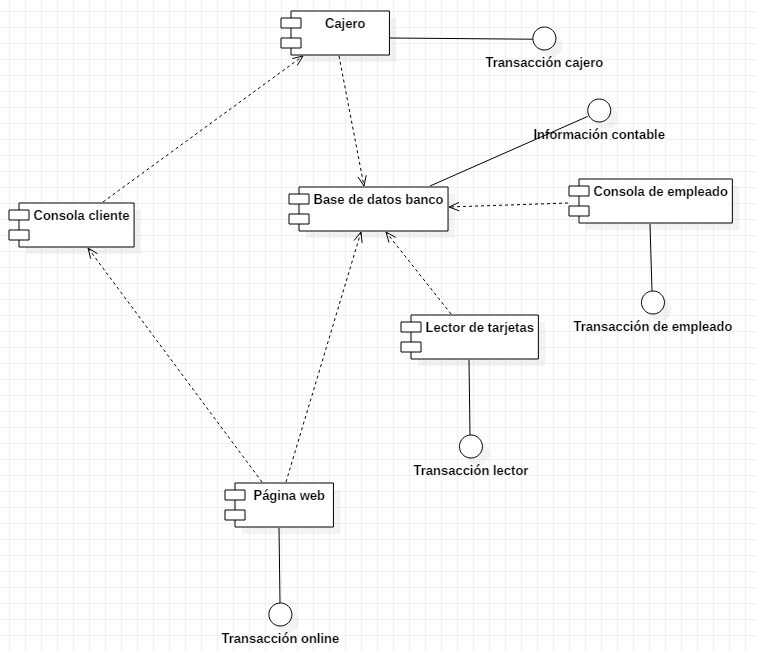 Cajero
Transacción cajero
Información contable
Consola de empleado
Base de datos banco
Consola cliente
Lector de tarjetas
Transacción de empleado
Transacción lector
Página web
Transacción online